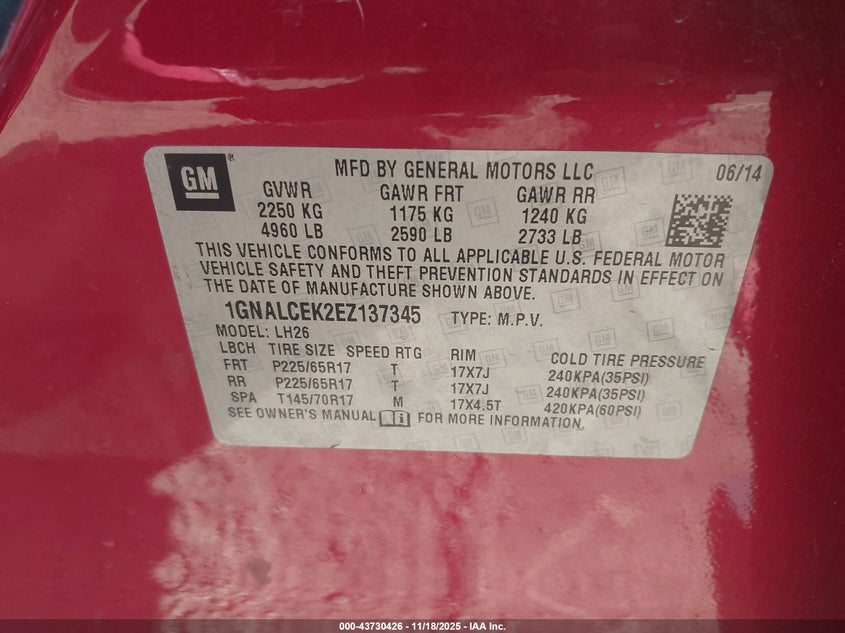 GM
MFD BY GENERAL MOTORS LLC 06/14
GVWR GAWR FRT GAWR RR
2250 KG 1175 KG 1240 KG
4960 LB 2590 LB 2733 LB
THIS VEHICLE CONFORMS TO ALL APPLICABLE U.S. FEDERAL MOTOR
VEHICLE SAFETY AND THEFT PREVENTION STANDARDS IN EFFECT ON
THE DATE OF MANUFACTURE SHOWN ABOVE.
1GNALCEK2EZ137345 TYPE: M.P.V.
MODEL: LH26
LBCH TIRE SIZE SPEED RTG RIM COLD TIRE PRESSURE
FRT P225/65R17 T 17X7J 240KPA(35PSI)
RR P225/65R17 T 17X7J 240KPA(35PSI)
SPA T145/70R17 M 17X4.5T 420KPA(60PSI)
SEE OWNER'S MANUAL FOR MORE INFORMATION.
000-43730426 - 11/18/2025 - IAA Inc.